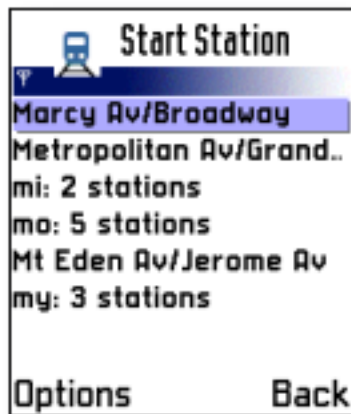 Start Station
Marcy Av/Broadway
Metropolitan Av/Grand..
mi: 2 stations
mo: 5 stations
Mt Eden Av/Jerome Av
my: 3 stations
Options Back